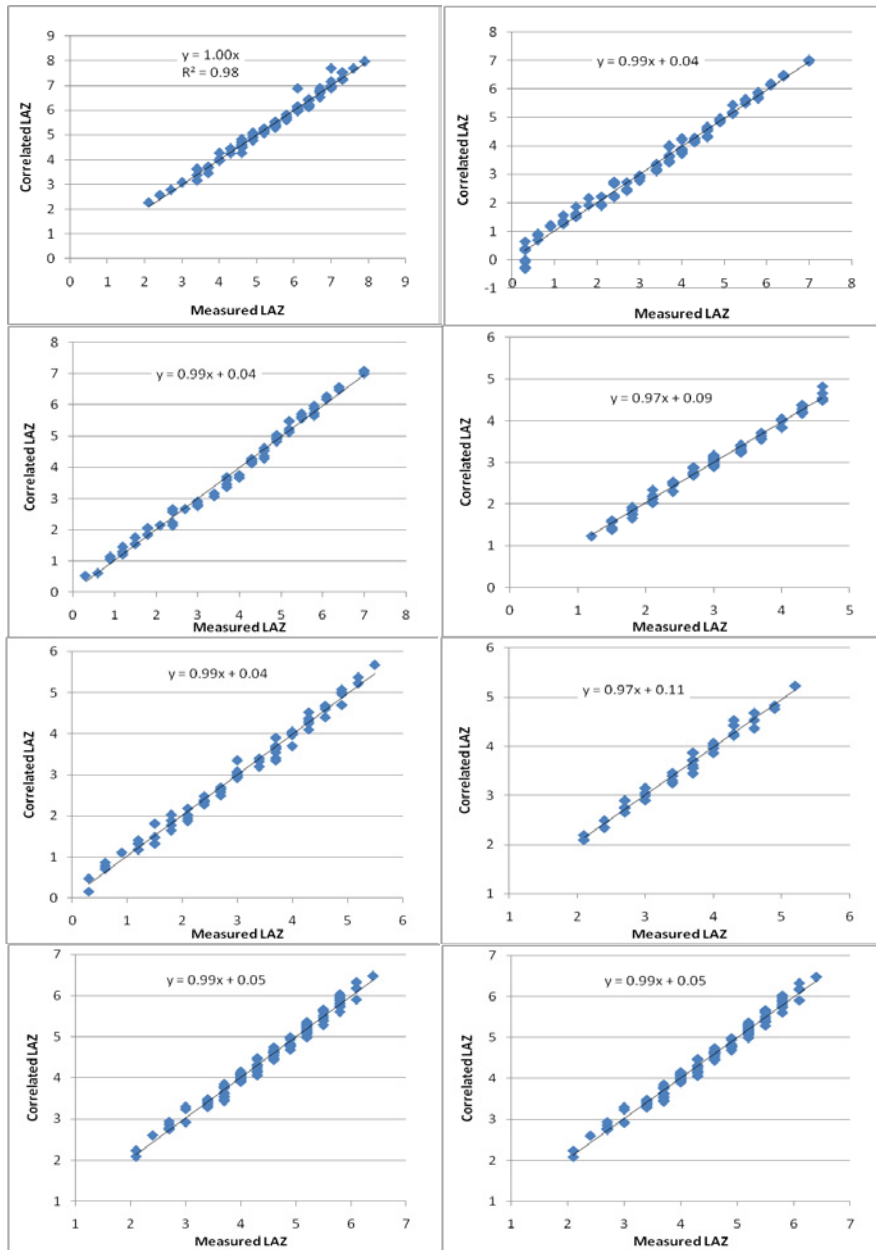 9
8
7
6
5
4
3
2
1
0
Correlated LAZ
y = 1.00x
R² = 0.98
0 1 2 3 4 5 6 7 8 9
Measured LAZ
8
7
6
5
4
3
2
1
0
-1
Correlated LAZ
y = 0.99x + 0.04
0 1 2 3 4 5 6 7 8
Measured LAZ
8
7
6
5
4
3
2
1
0
Correlated LAZ
y = 0.99x + 0.04
0 1 2 3 4 5 6 7 8
Measured LAZ
6
5
4
3
2
1
0
Correlated LAZ
y = 0.97x + 0.09
0 1 2 3 4 5
Measured LAZ
6
5
4
3
2
1
0
Correlated LAZ
y = 0.99x + 0.04
0 1 2 3 4 5 6
Measured LAZ
6
5
4
3
2
1
Correlated LAZ
y = 0.97x + 0.11
1 2 3 4 5 6
Measured LAZ
7
6
5
4
3
2
1
Correlated LAZ
y = 0.99x + 0.05
1 2 3 4 5 6 7
Measured LAZ
7
6
5
4
3
2
1
Correlated LAZ
y = 0.99x + 0.05
1 2 3 4 5 6 7
Measured LAZ